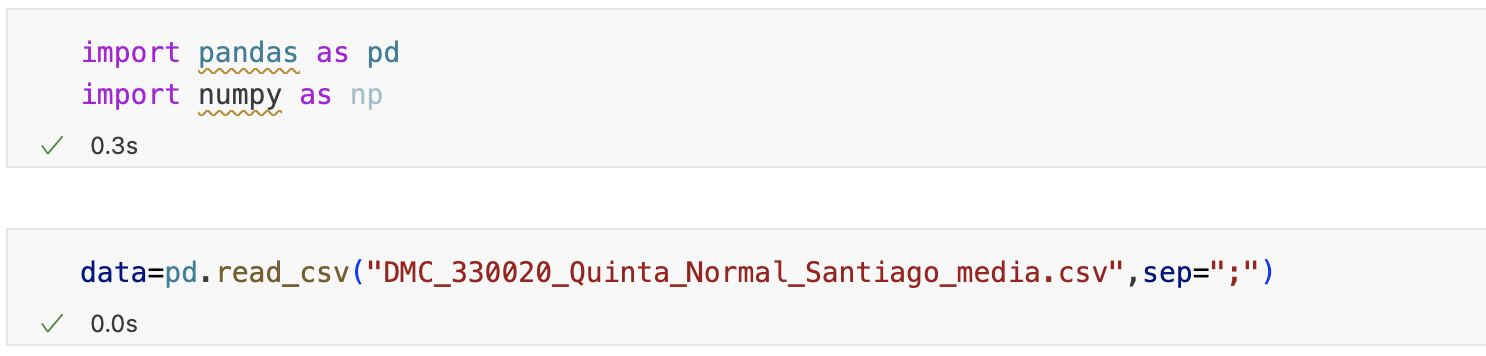 import pandas as pd
import numpy as np
✓ 0.3s
data=pd.read_csv("DMC_330020_Quinta_Normal_Santiago_media.csv",sep=";")
✓ 0.0s